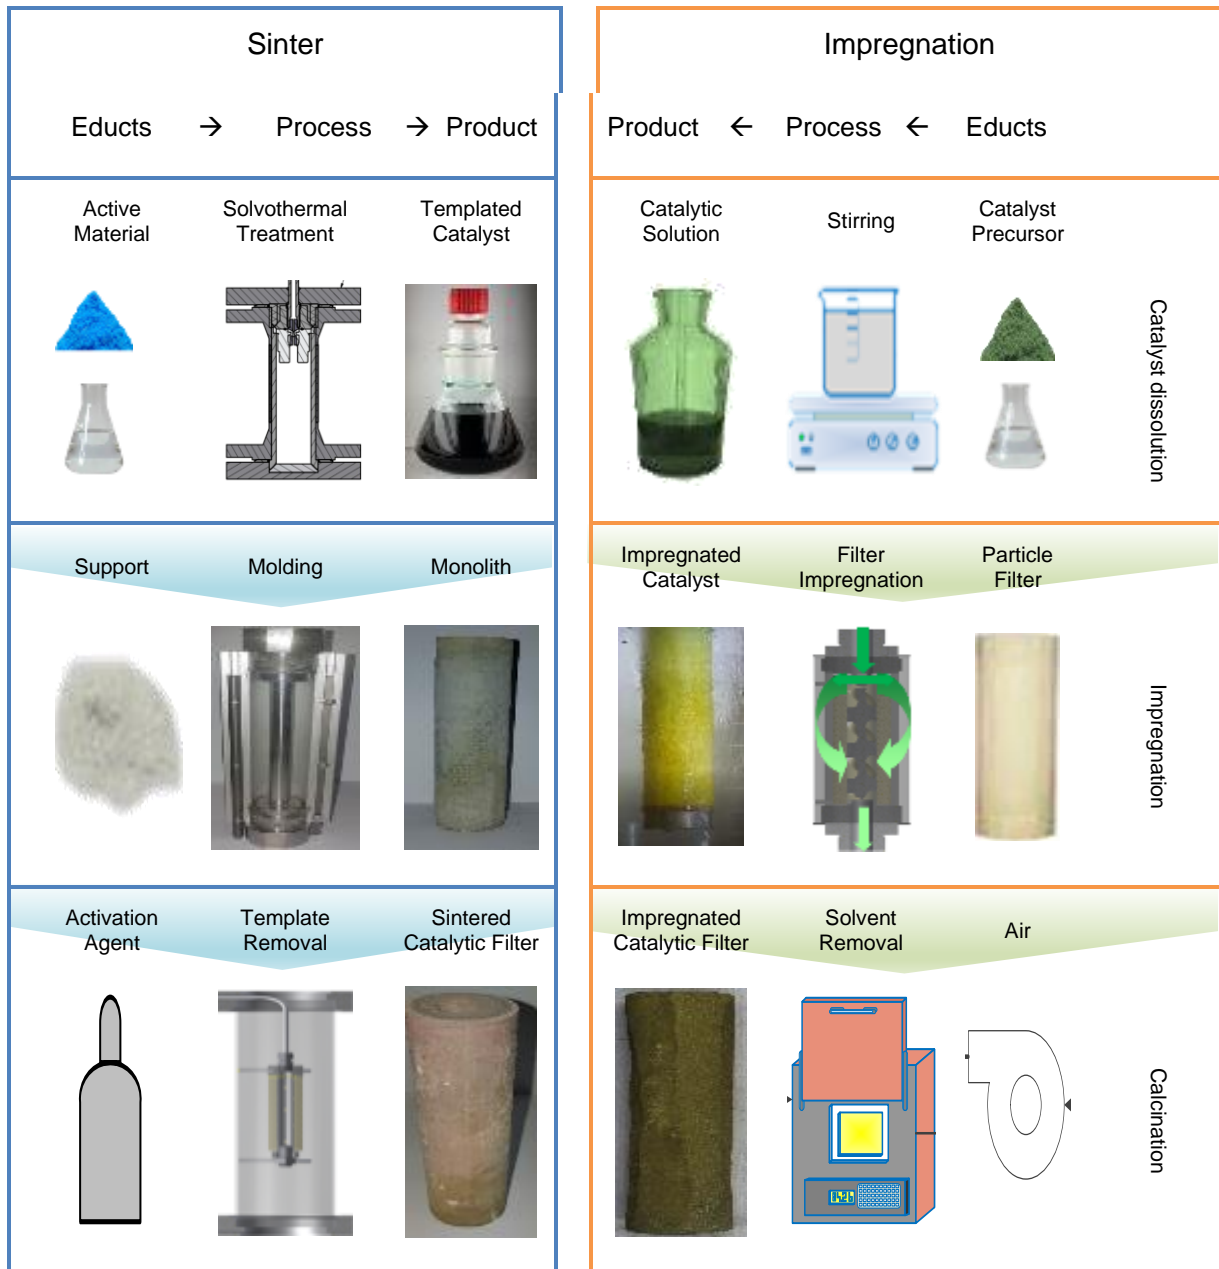 Sinter
Educts → Process → Product
Active
Material
Solvothermal
Treatment
Templated
Catalyst
Support
Molding
Monolith
Activation
Agent
Template
Removal
Sintered
Catalytic Filter
Impregnation
Product ← Process ← Educts
Catalytic
Solution
Stirring
Catalyst
Precursor
Catalyst dissolution
Impregnated
Catalyst
Filter
Impregnation
Particle
Filter
Impregnation
Impregnated
Catalytic Filter
Solvent
Removal
Air
Calcination